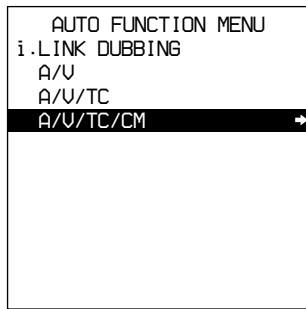 AUTO FUNCTION MENU
i.LINK DUBBING
A/V
A/V/TC
A/V/TC/CM ➡